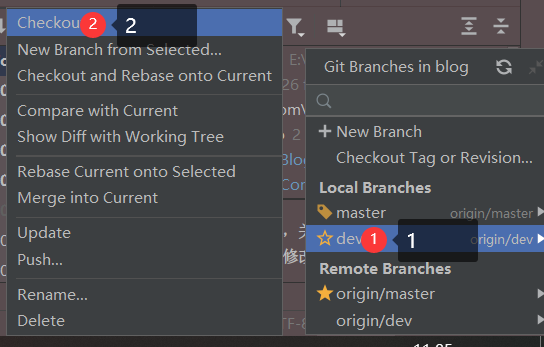 Checkou 2 2
New Branch from Selected...
Checkout and Rebase onto Current
Compare with Current
Show Diff with Working Tree
Rebase Current onto Selected
Merge into Current
Update
Push...
Rename...
Delete
Git Branches in blog
New Branch
Checkout Tag or Revision...
Local Branches
master origin/master
dev 1 1 origin/dev
Remote Branches
origin/master
origin/dev